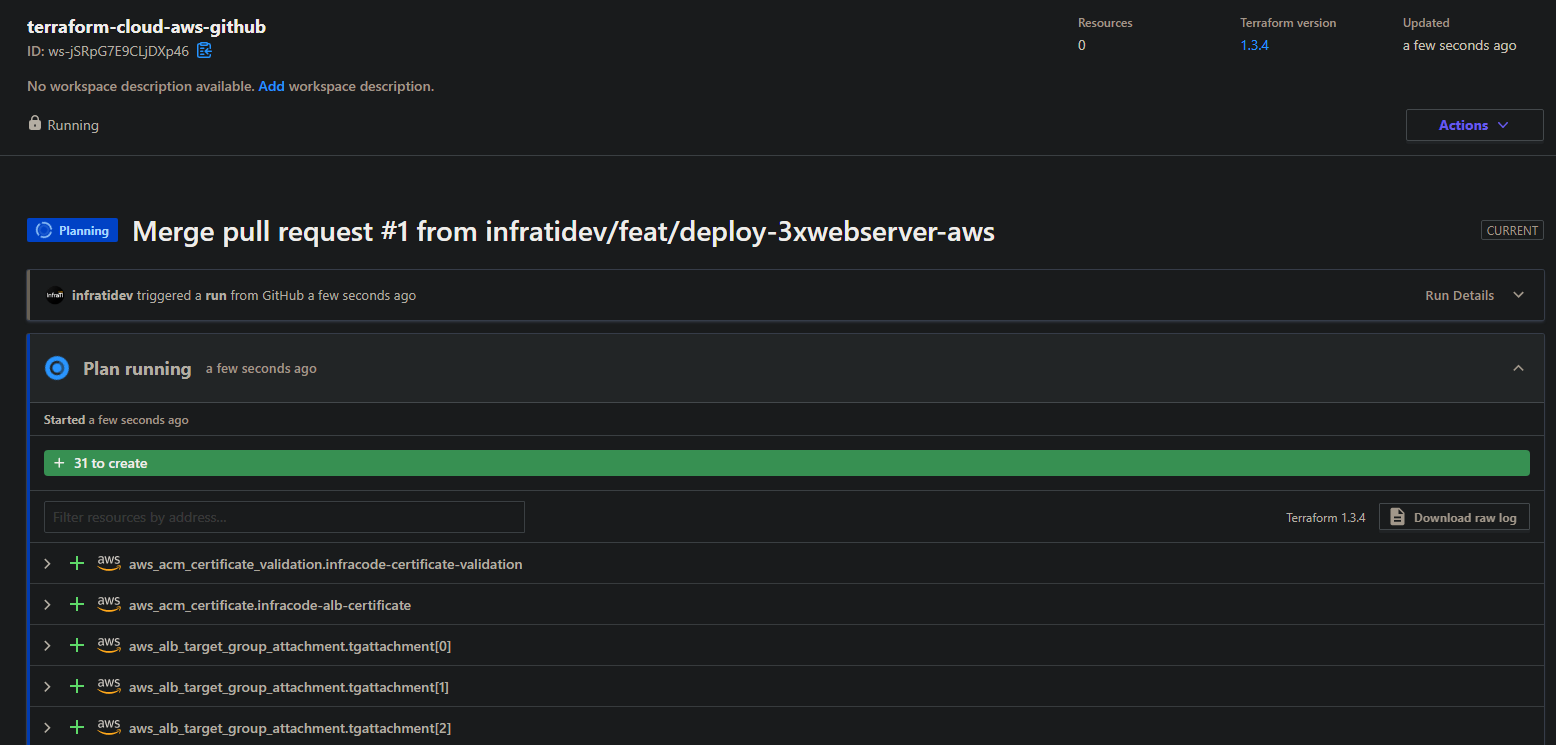 terraform-cloud-aws-github
ID: ws-jSRpG7E9CLjDXp46
No workspace description available. Add workspace description.
Running
Resources
0
Terraform version
1.3.4
Updated
a few seconds ago
Actions
Planning
Merge pull request #1 from infratidev/feat/deploy-3xwebserver-aws
CURRENT
infratidev triggered a run from GitHub a few seconds ago
Run Details
Plan running a few seconds ago
Started a few seconds ago
+ 31 to create
Filter resources by address...
Terraform 1.3.4
Download raw log
aws aws_acm_certificate_validation.infracode-certificate-validation
aws aws_acm_certificate.infracode-alb-certificate
aws aws_alb_target_group_attachment.tgattachment[0]
aws aws_alb_target_group_attachment.tgattachment[1]
aws aws_alb_target_group_attachment.tgattachment[2]